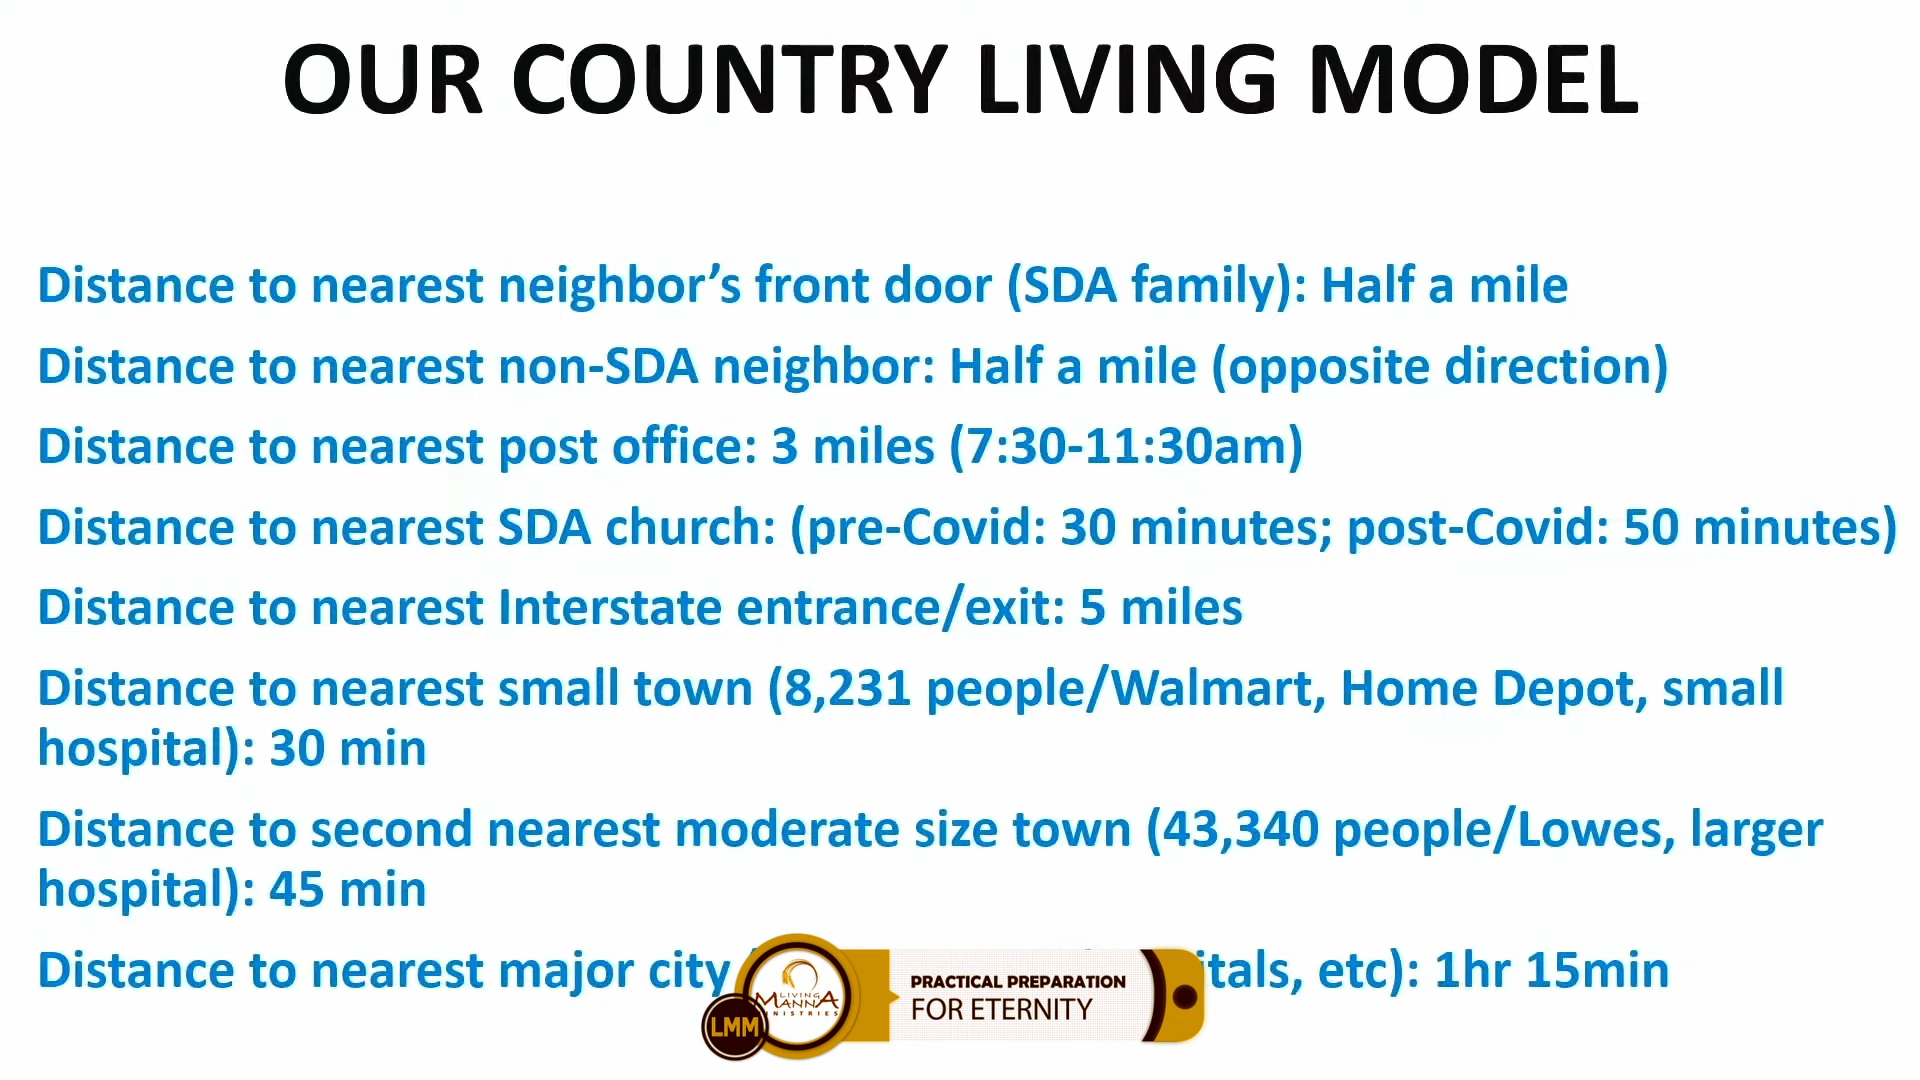 OUR COUNTRY LIVING MODEL
Distance to nearest neighbor’s front door (SDA family): Half a mile
Distance to nearest non-SDA neighbor: Half a mile (opposite direction)
Distance to nearest post office: 3 miles (7:30-11:30am)
Distance to nearest SDA church: (pre-Covid: 30 minutes; post-Covid: 50 minutes)
Distance to nearest Interstate entrance/exit: 5 miles
Distance to nearest small town (8,231 people/Walmart, Home Depot, small
hospital): 30 min
Distance to second nearest moderate size town (43,340 people/Lowes, larger
hospital): 45 min
Distance to nearest major city itals, etc): 1hr 15min
LIVING
MANNA
MINISTRIES
LMM
PRACTICAL PREPARATION
FOR ETERNITY